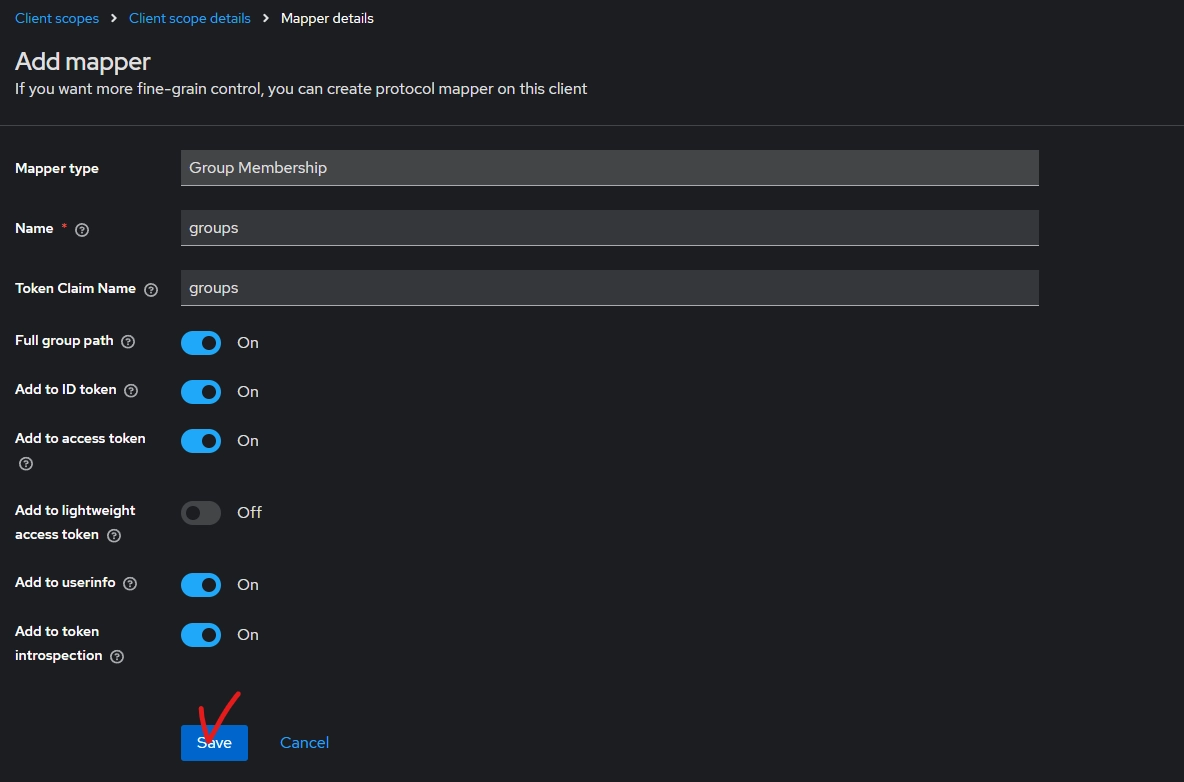 Client scopes > Client scope details > Mapper details
Add mapper
If you want more fine-grain control, you can create protocol mapper on this client
Mapper type Group Membership
Name * groups
Token Claim Name groups
Full group path On
Add to ID token On
Add to access token On
Add to lightweight
access token Off
Add to userinfo On
Add to token
introspection On
Save Cancel